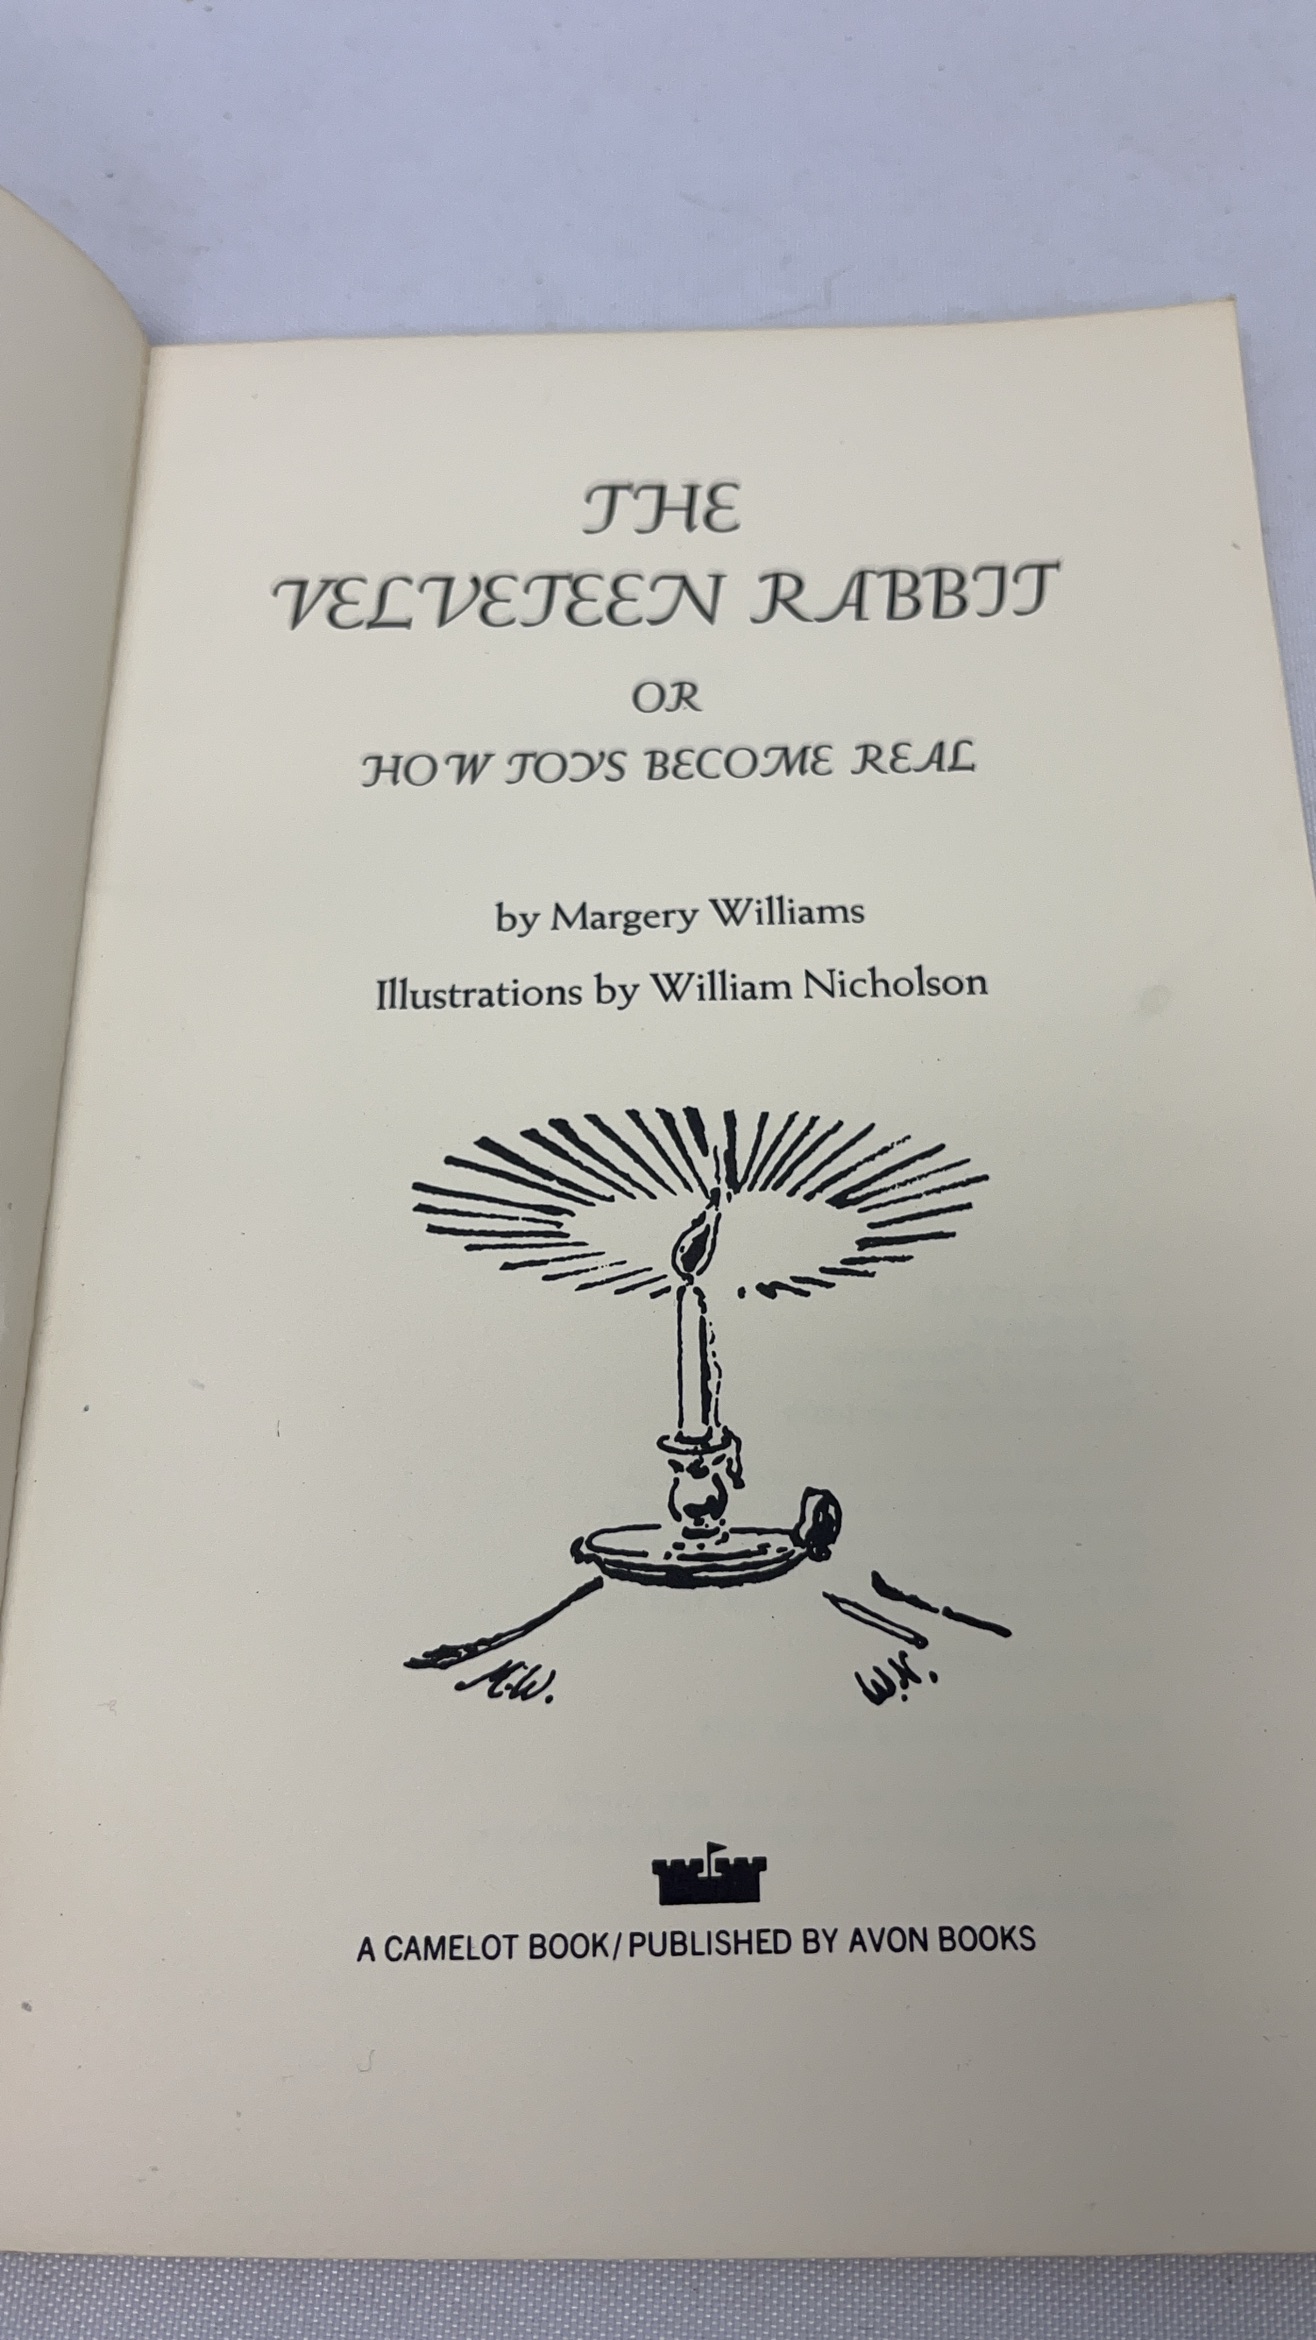 THE
VELVETEEN RABBIT
OR
HOW TOYS BECOME REAL
by Margery Williams
Illustrations by William Nicholson
M.W.
W.N.
A CAMELOT BOOK/PUBLISHED BY AVON BOOKS